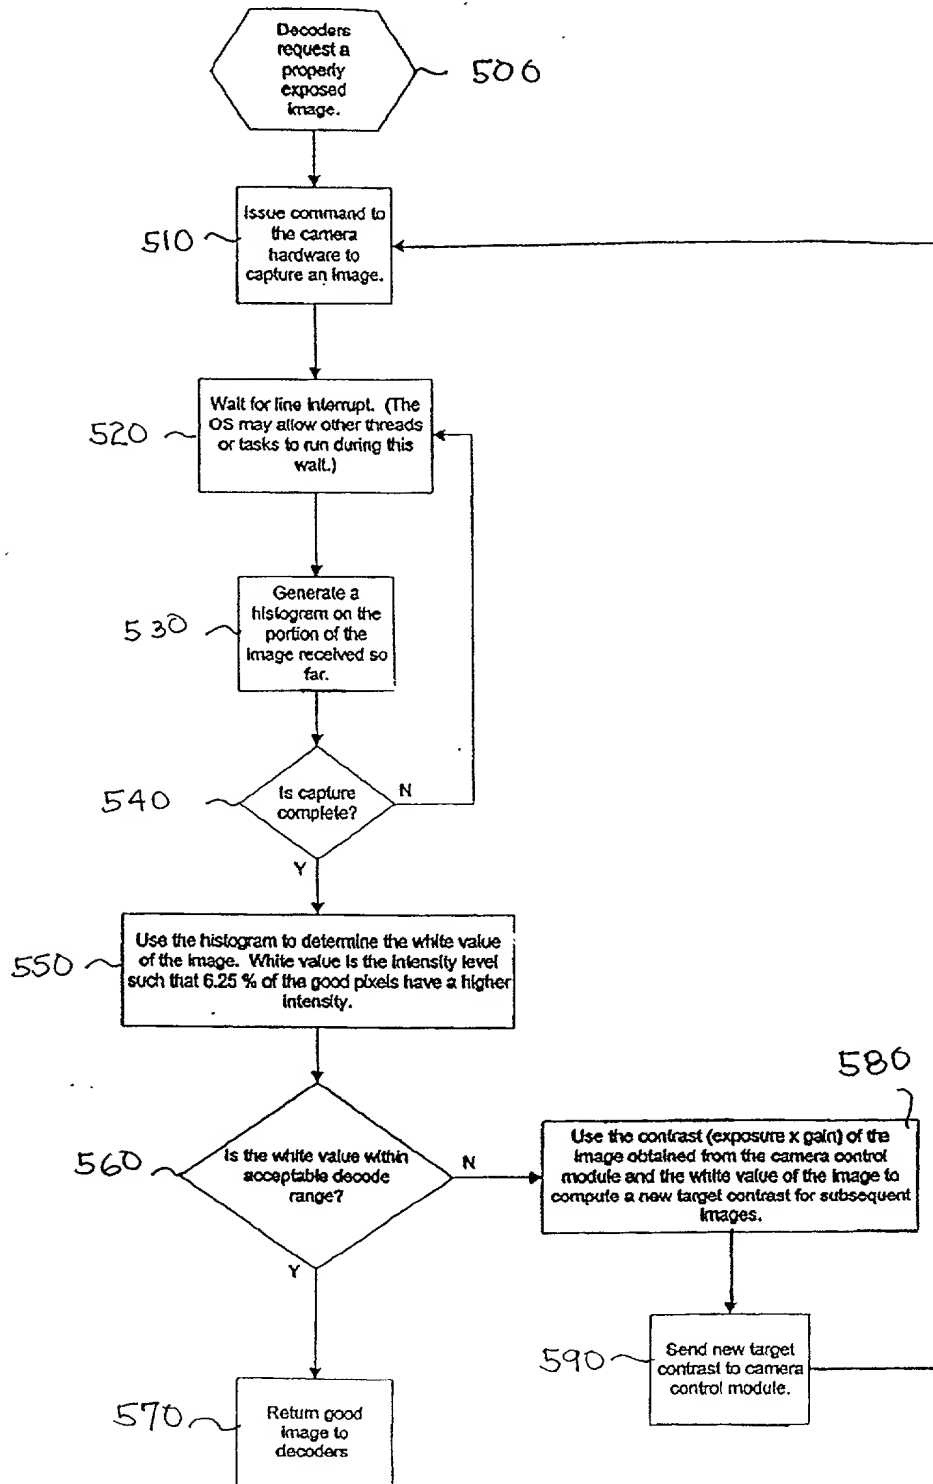 Decoders
request a
properly
exposed
image.
500
Issue command to
the camera
hardware to
capture an image.
510
Wait for line interrupt. (The
OS may allow other threads
or tasks to run during this
wait.)
520
Generate a
histogram on the
portion of the
image received so
far.
530
Is capture
complete?
540
N
Y
Use the histogram to determine the white value
of the image. White value is the intensity level
such that 6.25 % of the good pixels have a higher
intensity.
550
580
Is the white value within
acceptable decode
range?
560
N
Y
Use the contrast (exposure x gain) of the
image obtained from the camera control
module and the white value of the image to
compute a new target contrast for subsequent
images.
Send new target
contrast to camera
control module.
590
Return good
image to
decoders
570